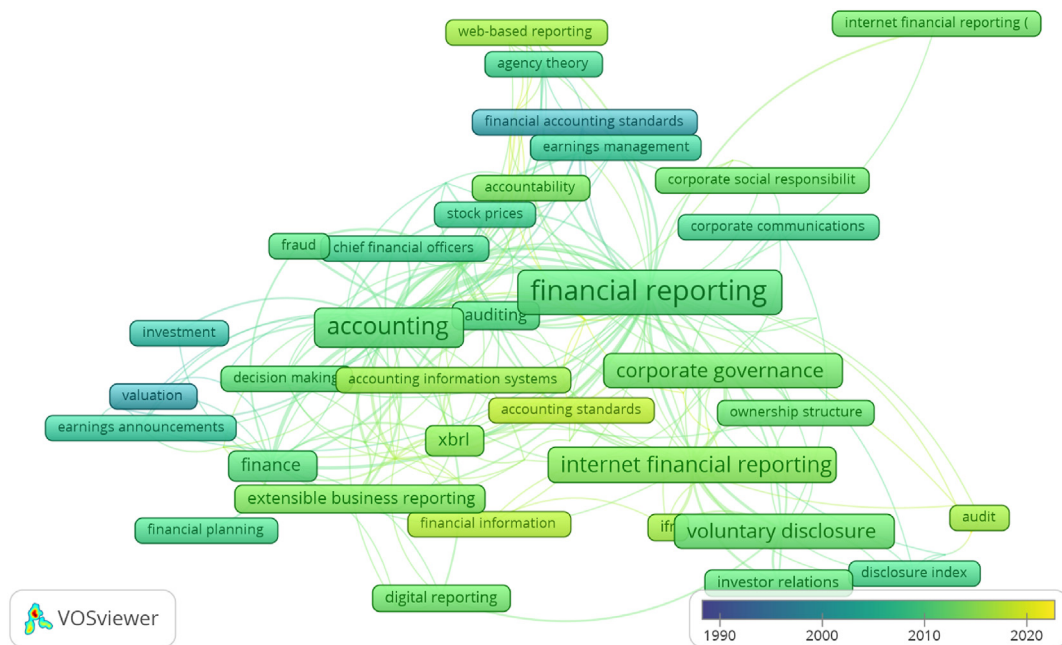 web-based reporting
internet financial reporting (
agency theory
financial accounting standards
earnings management
corporate social responsibilit
accountability
stock prices
corporate communications
fraud
chief financial officers
financial reporting
accounting
auditing
investment
corporate governance
decision making
accounting information systems
valuation
accounting standards
ownership structure
earnings announcements
xbrl
finance
internet financial reporting
extensible business reporting
financial planning
financial information
voluntary disclosure
audit
investor relations
disclosure index
digital reporting
VOSviewer
1990 2000 2010 2020